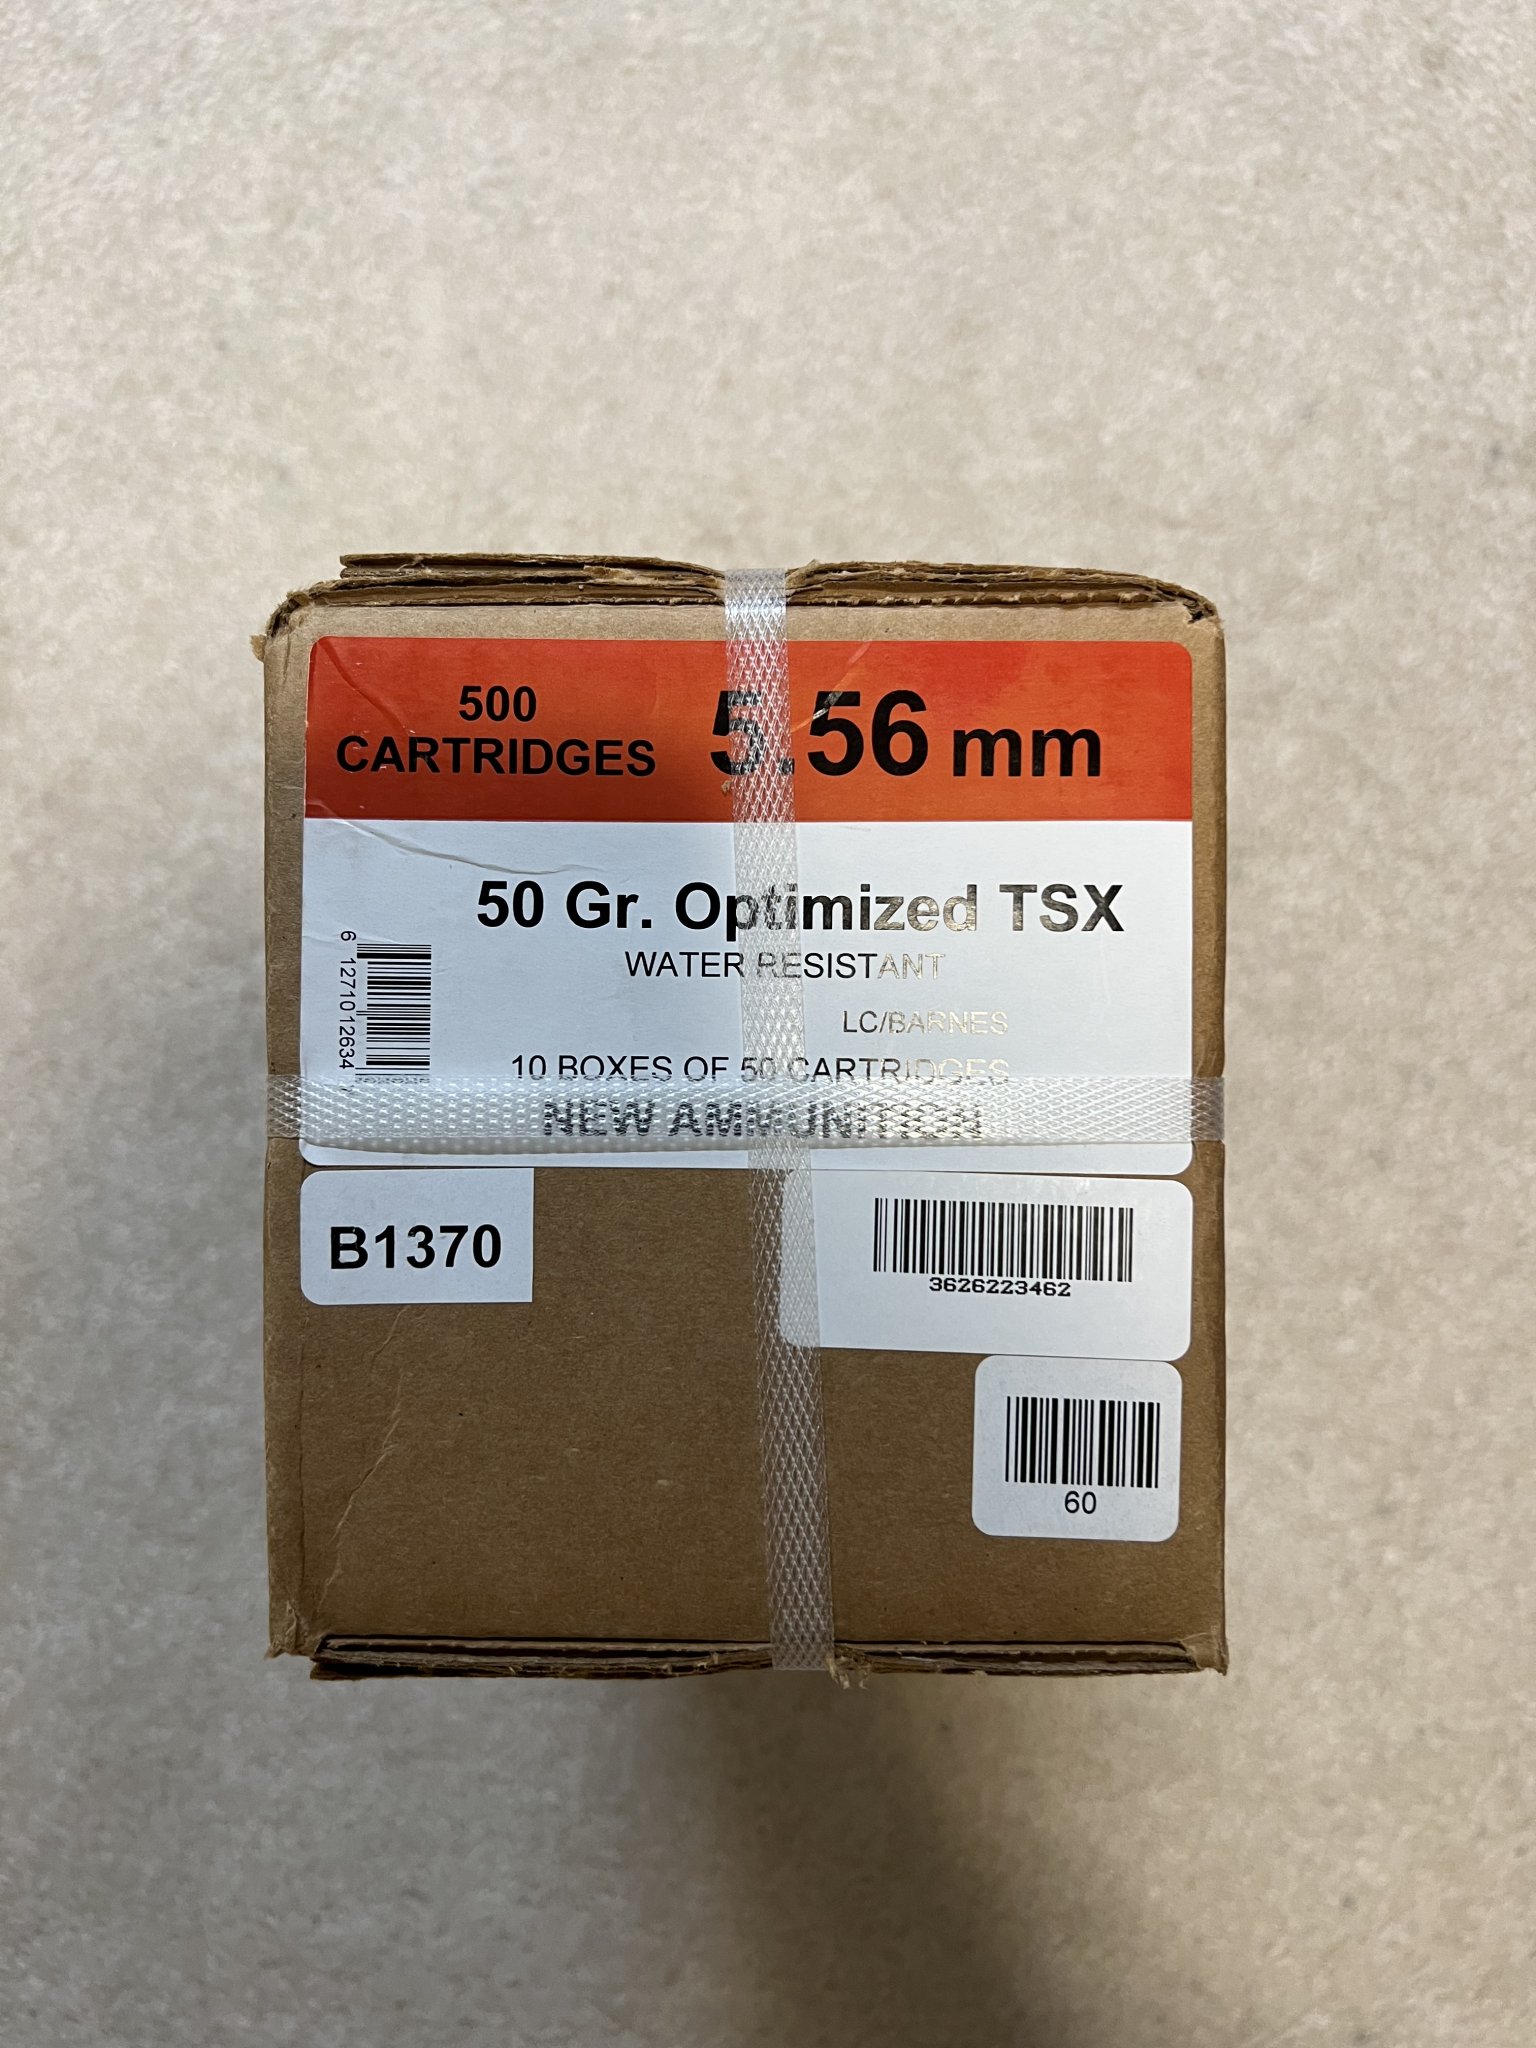 500
CARTRIDGES
5.56 mm
50 Gr. Optimized TSX
WATER RESISTANT
LC/BARNES
10 BOXES OF 50 CARTRIDGES
NEW AMMUNITION
6 12710 12634
B1370
3626223462
60